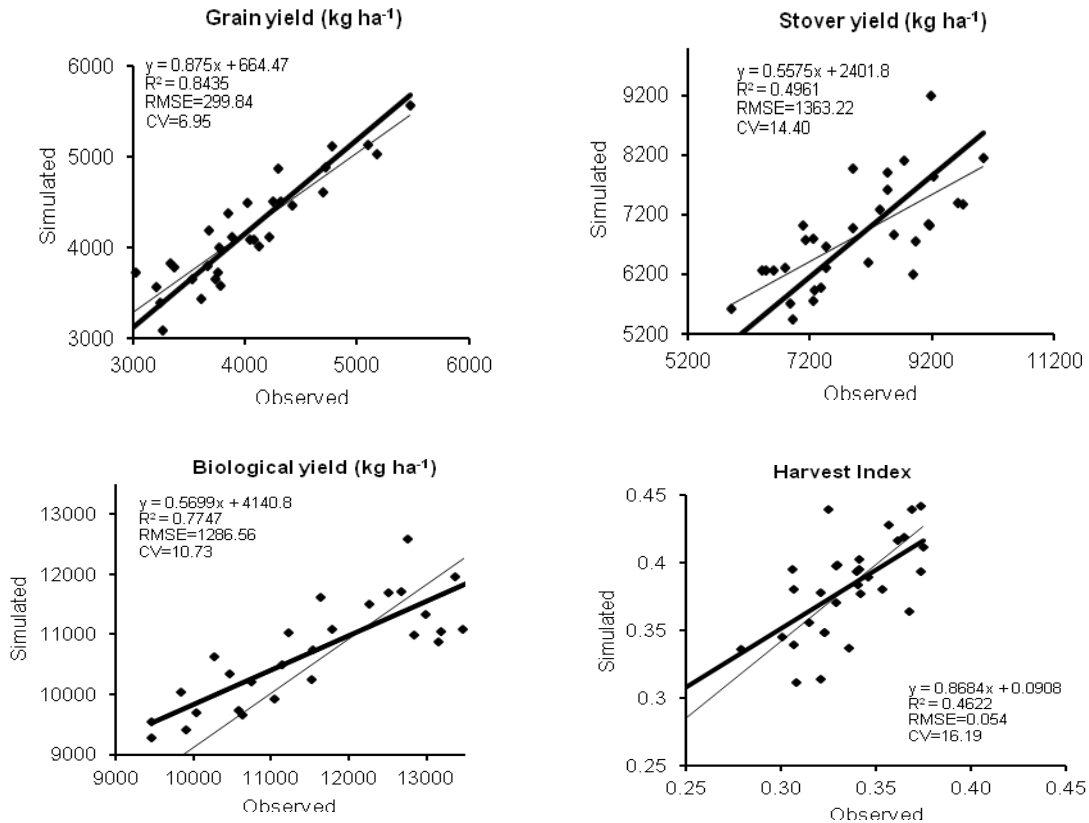 Grain yield (kg ha⁻¹)
y = 0.875x + 664.47
R² = 0.8435
RMSE=299.84
CV=6.95
6000
5000
4000
3000
Simulated
3000 4000 5000 6000
Observed
Stover yield (kg ha⁻¹)
y = 0.5575x + 2401.8
R² = 0.4961
RMSE=1363.22
CV=14.40
9200
8200
7200
6200
5200
Simulated
5200 7200 9200 11200
Observed
Biological yield (kg ha⁻¹)
y = 0.5699x + 4140.8
R² = 0.7747
RMSE=1286.56
CV=10.73
13000
12000
11000
10000
9000
Simulated
9000 10000 11000 12000 13000
Observed
Harvest Index
0.45
0.4
0.35
0.3
0.25
Simulated
y = 0.8684x + 0.0908
R² = 0.4622
RMSE=0.054
CV=16.19
0.25 0.30 0.35 0.40 0.45
Observed